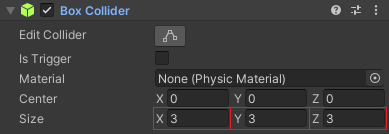 Box Collider
Edit Collider
Is Trigger
Material None (Physic Material)
Center X 0 Y 0 Z 0
Size X 3 Y 3 Z 3